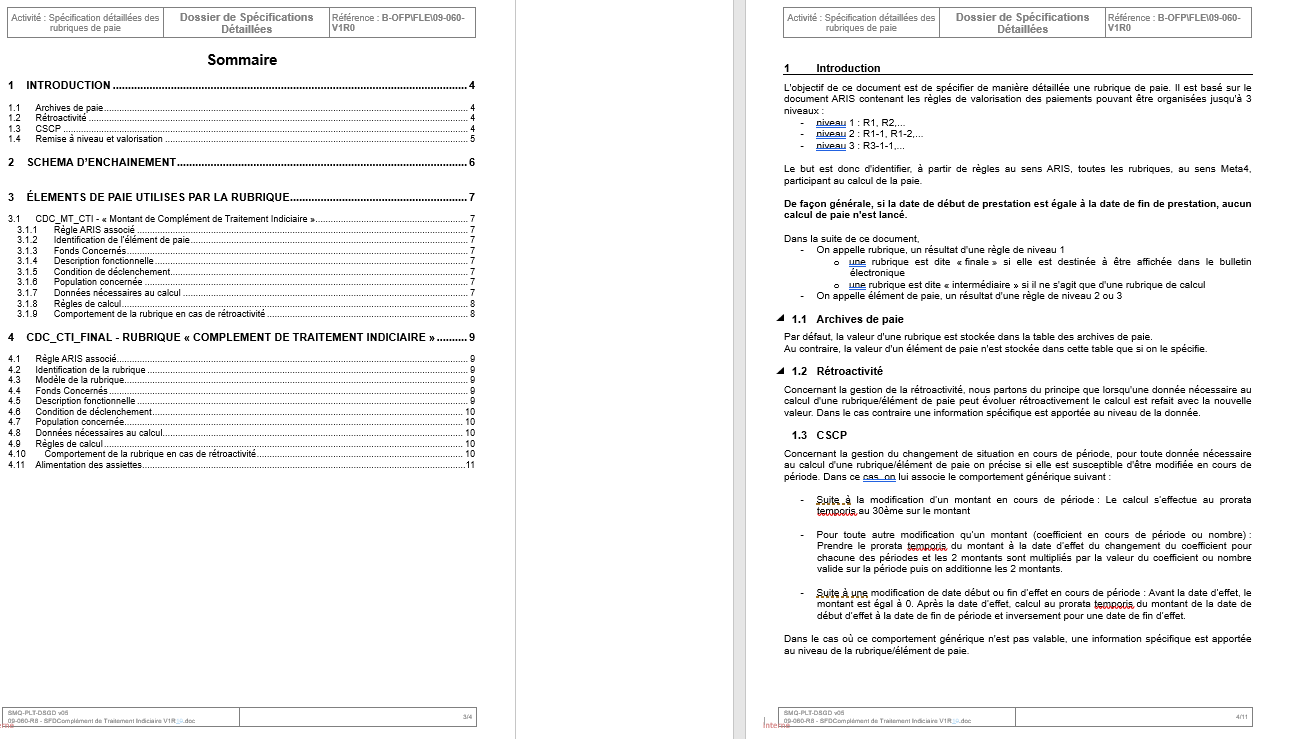 Activité : Spécification détaillées des rubriques de paie
Dossier de Spécifications Détaillées
Référence : B-OFP\FLE\09-060-V1R0
Sommaire
1 INTRODUCTION 4
1.1 Archives de paie 4
1.2 Rétroactivité 4
1.3 CSCP 4
1.4 Remise à niveau et valorisation 5
2 SCHEMA D'ENCHAINEMENT 6
3 ÉLEMENTS DE PAIE UTILISES PAR LA RUBRIQUE 7
3.1 CDC_MT_CTI - « Montant de Complément de Traitement Indiciaire » 7
3.1.1 Règle ARIS associé 7
3.1.2 Identification de l'élément de paie 7
3.1.3 Fonds Concernés 7
3.1.4 Description fonctionnelle 7
3.1.5 Condition de déclenchement 7
3.1.6 Population concernée 7
3.1.7 Données nécessaires au calcul 7
3.1.8 Règles de calcul 8
3.1.9 Comportement de la rubrique en cas de rétroactivité 8
4 CDC_CTI_FINAL - RUBRIQUE « COMPLEMENT DE TRAITEMENT INDICIAIRE » 9
4.1 Règle ARIS associé 9
4.2 Identification de la rubrique 9
4.3 Modèle de la rubrique 9
4.4 Fonds Concernés 9
4.5 Description fonctionnelle 9
4.6 Condition de déclenchement 10
4.7 Population concernée 10
4.8 Données nécessaires au calcul 10
4.9 Règles de calcul 10
4.10 Comportement de la rubrique en cas de rétroactivité 10
4.11 Alimentation des assiettes 11
SMQ-PLT-DSGD v05
09-060-R8 - SFDComplément de Traitement Indiciaire V1R .doc
3/4
Activité : Spécification détaillées des rubriques de paie
Dossier de Spécifications Détaillées
Référence : B-OFP\FLE\09-060-V1R0
1 Introduction
L'objectif de ce document est de spécifier de manière détaillée une rubrique de paie. Il est basé sur le
document ARIS contenant les règles de valorisation des paiements pouvant être organisées jusqu'à 3
niveaux :
- niveau 1 : R1, R2,...
- niveau 2 : R1-1, R1-2,...
- niveau 3 : R3-1-1,...
Le but est donc d'identifier, à partir de règles au sens ARIS, toutes les rubriques, au sens Meta4,
participant au calcul de la paie.
De façon générale, si la date de début de prestation est égale à la date de fin de prestation, aucun
calcul de paie n'est lancé.
Dans la suite de ce document,
- On appelle rubrique, un résultat d'une règle de niveau 1
o une rubrique est dite « finale » si elle est destinée à être affichée dans le bulletin
électronique
o une rubrique est dite « intermédiaire » si il ne s'agit que d'une rubrique de calcul
- On appelle élément de paie, un résultat d'une règle de niveau 2 ou 3
1.1 Archives de paie
Par défaut, la valeur d'une rubrique est stockée dans la table des archives de paie.
Au contraire, la valeur d'un élément de paie n'est stockée dans cette table que si on le spécifie.
1.2 Rétroactivité
Concernant la gestion de la rétroactivité, nous partons du principe que lorsqu'une donnée nécessaire au
calcul d'une rubrique/élément de paie peut évoluer rétroactivement le calcul est refait avec la nouvelle
valeur. Dans le cas contraire une information spécifique est apportée au niveau de la donnée.
1.3 CSCP
Concernant la gestion du changement de situation en cours de période, pour toute donnée nécessaire
au calcul d'une rubrique/élément de paie on précise si elle est susceptible d'être modifiée en cours de
période. Dans ce cas on lui associe le comportement générique suivant :
- Suite à la modification d'un montant en cours de période : Le calcul s'effectue au prorata
temporis au 30ème sur le montant
- Pour toute autre modification qu'un montant (coefficient en cours de période ou nombre) :
Prendre le prorata temporis du montant à la date d'effet du changement du coefficient pour
chacune des périodes et les 2 montants sont multipliés par la valeur du coefficient ou nombre
valide sur la période puis on additionne les 2 montants.
- Suite à une modification de date début ou fin d'effet en cours de période : Avant la date d'effet, le
montant est égal à 0. Après la date d'effet, calcul au prorata temporis du montant de la date de
début d'effet à la date de fin de période et inversement pour une date de fin d'effet.
Dans le cas où ce comportement générique n'est pas valable, une information spécifique est apportée
au niveau de la rubrique/élément de paie.
SMQ-PLT-DSGD v05
09-060-R8 - SFDComplément de Traitement Indiciaire V1R .doc
4/11
Interne